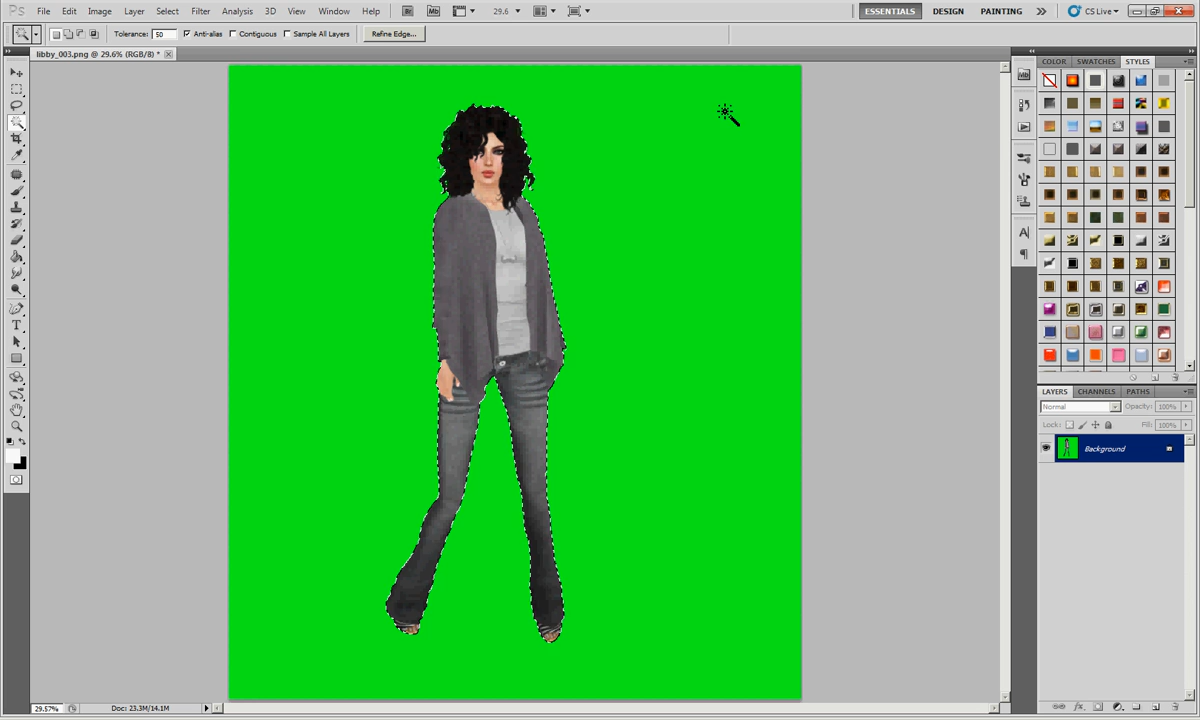 Ps File Edit Image Layer Select Filter Analysis 3D View Window Help Br Mb 29.6 ESSENTIALS DESIGN PAINTING CS Live
Tolerance: 50 Anti-alias Contiguous Sample All Layers Refine Edge...
libby_003.png @ 29.6% (RGB/8) *
COLOR SWATCHES STYLES
LAYERS CHANNELS PATHS
Normal Opacity: 100%
Lock: Fill: 100%
Background
29.57% Doc: 23.3M/14.1M